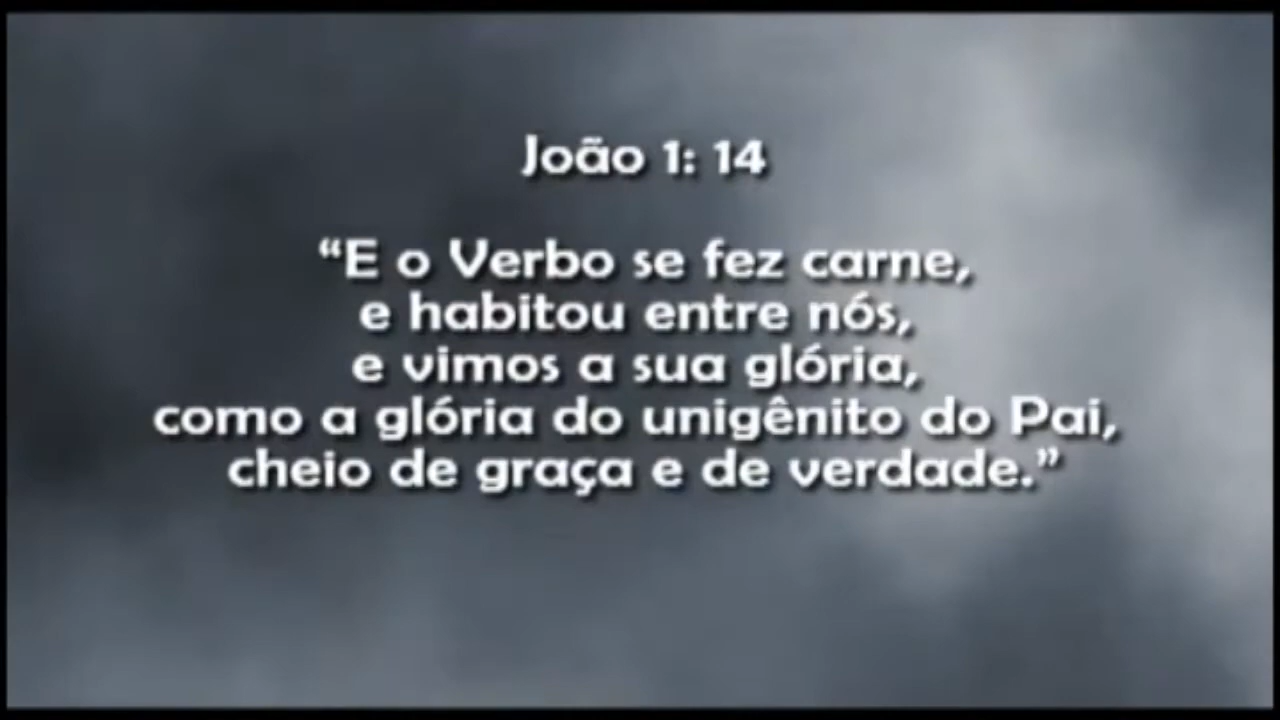 João 1: 14
“E o Verbo se fez carne,
e habitou entre nós,
e vimos a sua glória,
como a glória do unigênito do Pai,
cheio de graça e de verdade.”